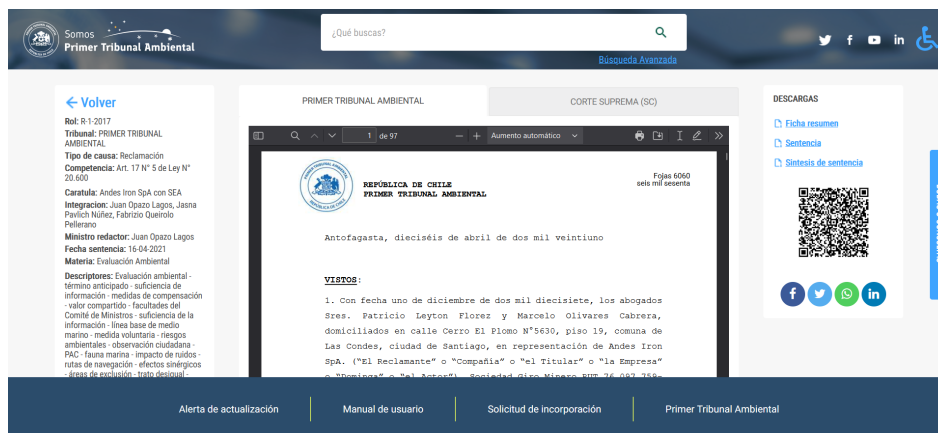 Somos
Primer Tribunal Ambiental
¿Qué buscas?
Búsqueda Avanzada
Volver
Rol: R-1-2017
Tribunal: PRIMER TRIBUNAL
AMBIENTAL
Tipo de causa: Reclamación
Competencia: Art. 17 N° 5 de Ley N°
20.600
Caratula: Andes Iron SpA con SEA
Integracion: Juan Opazo Lagos, Jasna
Pavlich Núñez, Fabrizio Queirolo
Pellerano
Ministro redactor: Juan Opazo Lagos
Fecha sentencia: 16-04-2021
Materia: Evaluación Ambiental
Descriptores: Evaluación ambiental -
término anticipado - suficiencia de
información - medidas de compensación
- valor compartido - facultades del
Comité de Ministros - suficiencia de la
información - línea base de medio
marino - medida voluntaria - riesgos
ambientales - observación ciudadana -
PAC - fauna marina - impacto de ruidos -
rutas de navegación - efectos sinérgicos
- áreas de exclusión - trato desigual -
PRIMER TRIBUNAL AMBIENTAL
CORTE SUPREMA (SC)
1 de 97
Aumento automático
REPÚBLICA DE CHILE
PRIMER TRIBUNAL AMBIENTAL
Fojas 6060
seis mil sesenta
Antofagasta, dieciséis de abril de dos mil veintiuno
VISTOS:
1. Con fecha uno de diciembre de dos mil diecisiete, los abogados
Sres. Patricio Leyton Florez y Marcelo Olivares Cabrera,
domiciliados en calle Cerro El Plomo N°5630, piso 19, comuna de
Las Condes, ciudad de Santiago, en representación de Andes Iron
SpA. ("El Reclamante" o "Compañía" o "el Titular" o "la Empresa"
o "Dominga" o "el Actor"), Sociedad Giro Minero RUT 76.097.759-
DESCARGAS
Ficha resumen
Sentencia
Síntesis de sentencia
Alerta de actualización
Manual de usuario
Solicitud de incorporación
Primer Tribunal Ambiental